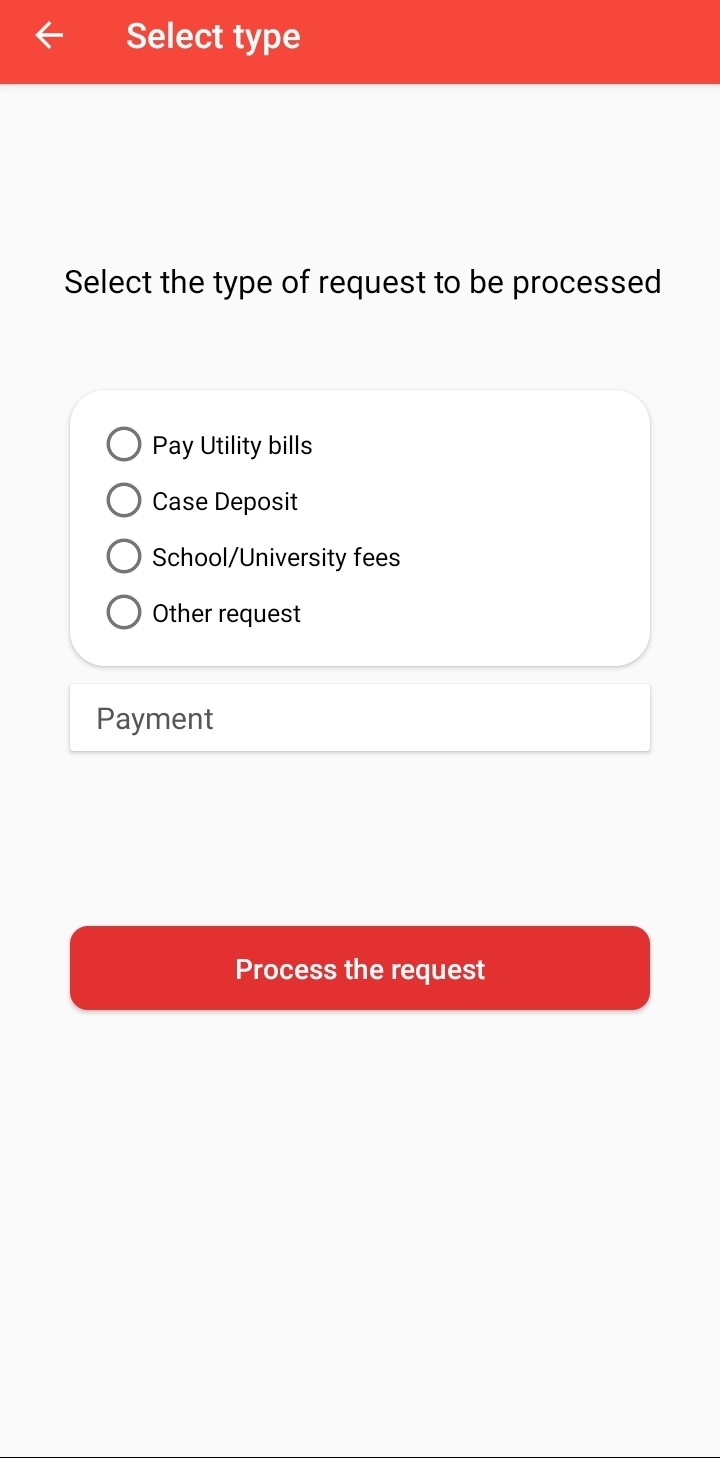 Select type
Select the type of request to be processed
Pay Utility bills
Case Deposit
School/University fees
Other request
Payment
Process the request